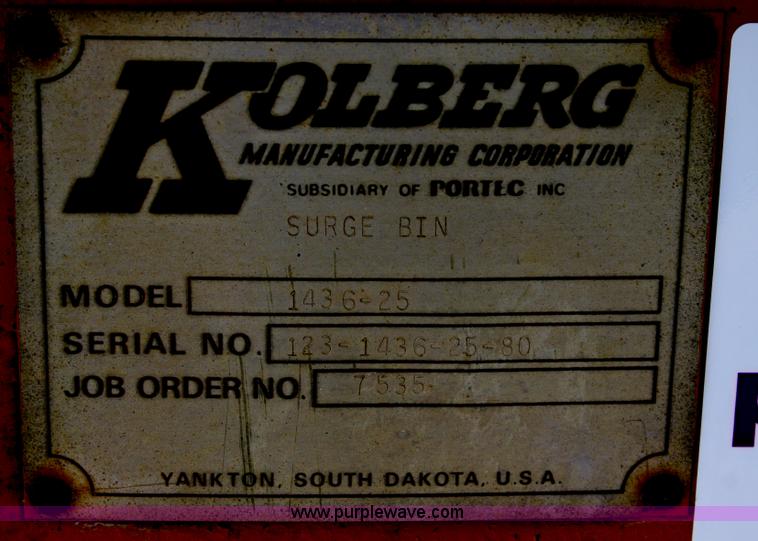 KOLBERG
MANUFACTURING CORPORATION
SUBSIDIARY OF PORTEC INC
SURGE BIN
MODEL 1436-25
SERIAL NO. 123-1436-25-80
JOB ORDER NO. 7535
YANKTON, SOUTH DAKOTA, U.S.A.
www.purplewave.com